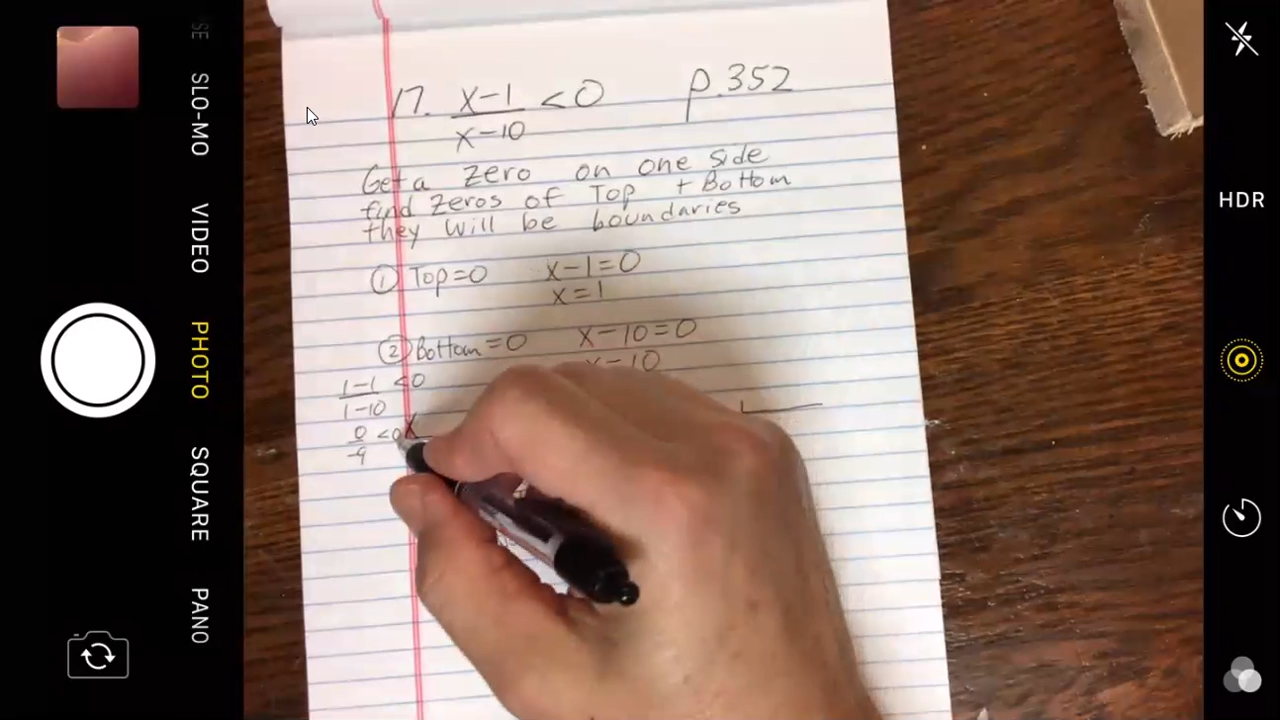 SE
SLO-MO
VIDEO
PHOTO
SQUARE
PANO
HDR
17. x-1/x-10 <0 p.352
Get a zero on one side
find zeros of Top + Bottom
they will be boundaries
① Top=0 x-1=0
x=1
② Bottom=0 x-10=0
x=10
1-1/1-10 <0
0/-9 <0